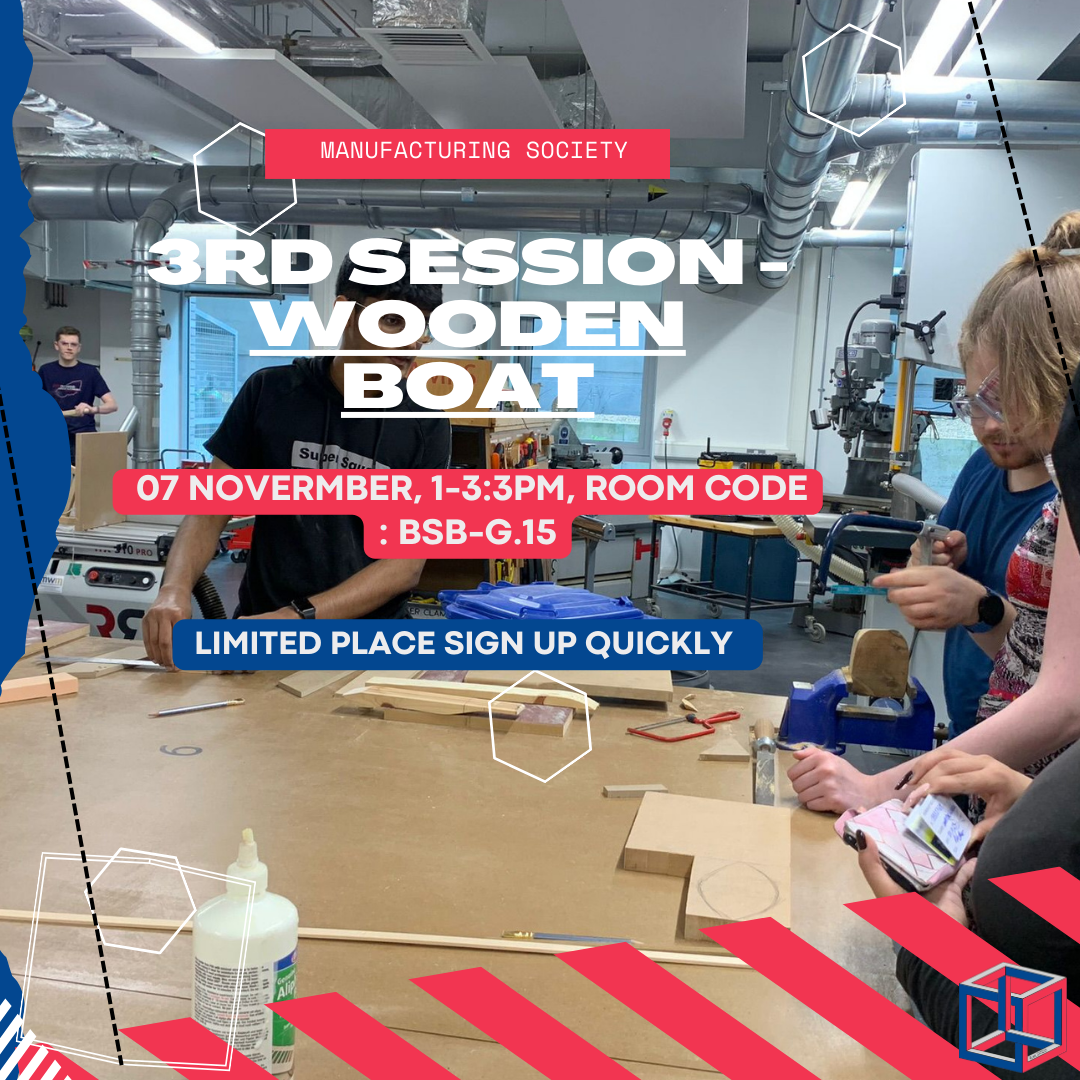 MANUFACTURING SOCIETY
3RD SESSION -
WOODEN
BOAT
07 NOVERMBER, 1-3:3PM, ROOM CODE
: BSB-G.15
LIMITED PLACE SIGN UP QUICKLY
6